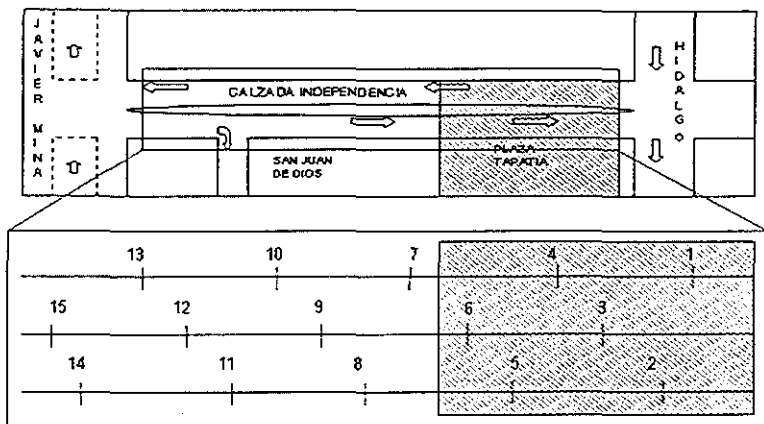 JAVIER MINA
HIDALGO
CALZADA INDEPENDENCIA
SAN JUAN
DE DIOS
PLAZA
TAPATIA
13 10 7 4 1
15 12 9 6 3
14 11 8 5 2